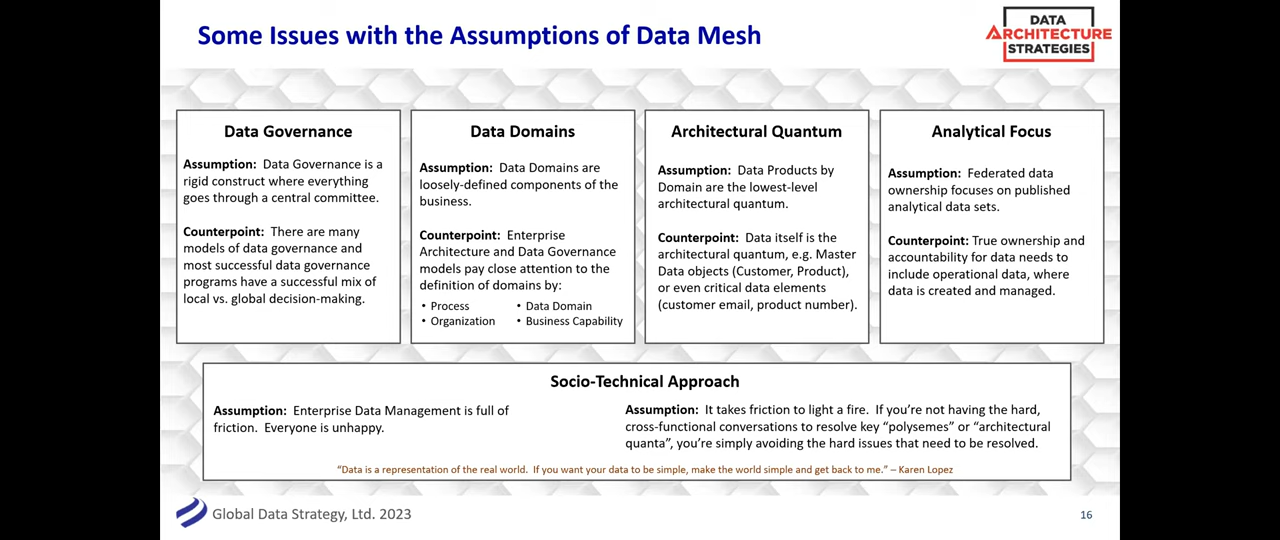 Some Issues with the Assumptions of Data Mesh
DATA
ARCHITECTURE
STRATEGIES
Data Governance
Assumption: Data Governance is a
rigid construct where everything
goes through a central committee.
Counterpoint: There are many
models of data governance and
most successful data governance
programs have a successful mix of
local vs. global decision-making.
Data Domains
Assumption: Data Domains are
loosely-defined components of the
business.
Counterpoint: Enterprise
Architecture and Data Governance
models pay close attention to the
definition of domains by:
• Process
• Organization
• Data Domain
• Business Capability
Architectural Quantum
Assumption: Data Products by
Domain are the lowest-level
architectural quantum.
Counterpoint: Data itself is the
architectural quantum, e.g. Master
Data objects (Customer, Product),
or even critical data elements
(customer email, product number).
Analytical Focus
Assumption: Federated data
ownership focuses on published
analytical data sets.
Counterpoint: True ownership and
accountability for data needs to
include operational data, where
data is created and managed.
Socio-Technical Approach
Assumption: Enterprise Data Management is full of
friction. Everyone is unhappy.
Assumption: It takes friction to light a fire. If you’re not having the hard,
cross-functional conversations to resolve key “polysemes” or “architectural
quanta”, you’re simply avoiding the hard issues that need to be resolved.
“Data is a representation of the real world. If you want your data to be simple, make the world simple and get back to me.” – Karen Lopez
Global Data Strategy, Ltd. 2023
16